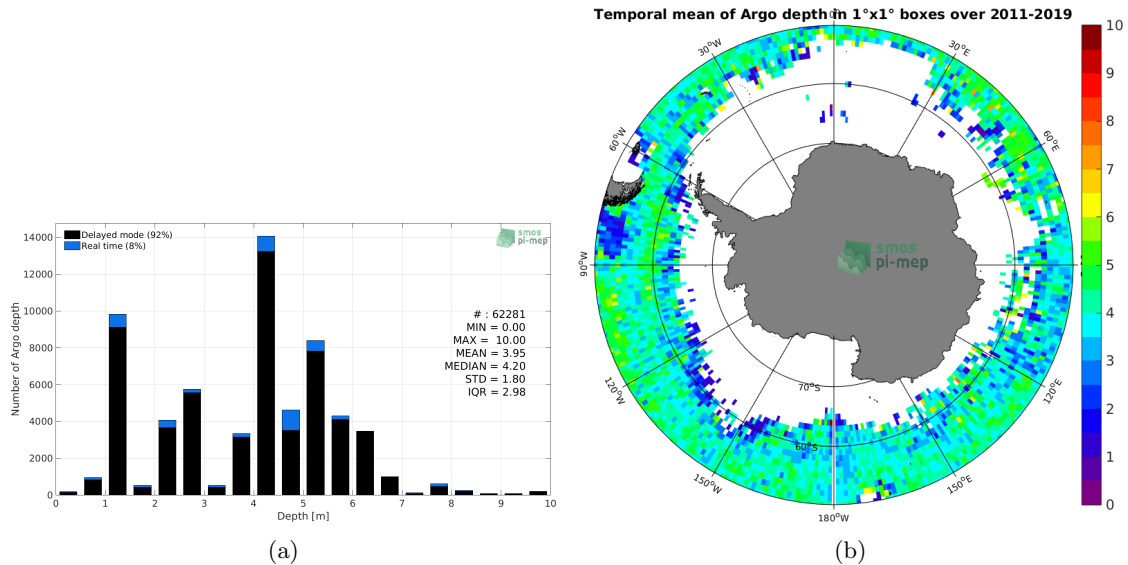 Delayed mode (92%)
Real time (8%)
smos
pi-mep
# : 62281
MIN = 0.00
MAX = 10.00
MEAN = 3.95
MEDIAN = 4.20
STD = 1.80
IQR = 2.98
Number of Argo depth
14000
12000
10000
8000
6000
4000
2000
0
0 1 2 3 4 5 6 7 8 9 10
Depth [m]
(a)
Temporal mean of Argo depth in 1°x1° boxes over 2011-2019
30°W
30°E
60°W
60°E
90°W
120°W
120°E
150°W
150°E
180°W
70°S
60°S
smos
pi-mep
10
9
8
7
6
5
4
3
2
1
0
(b)